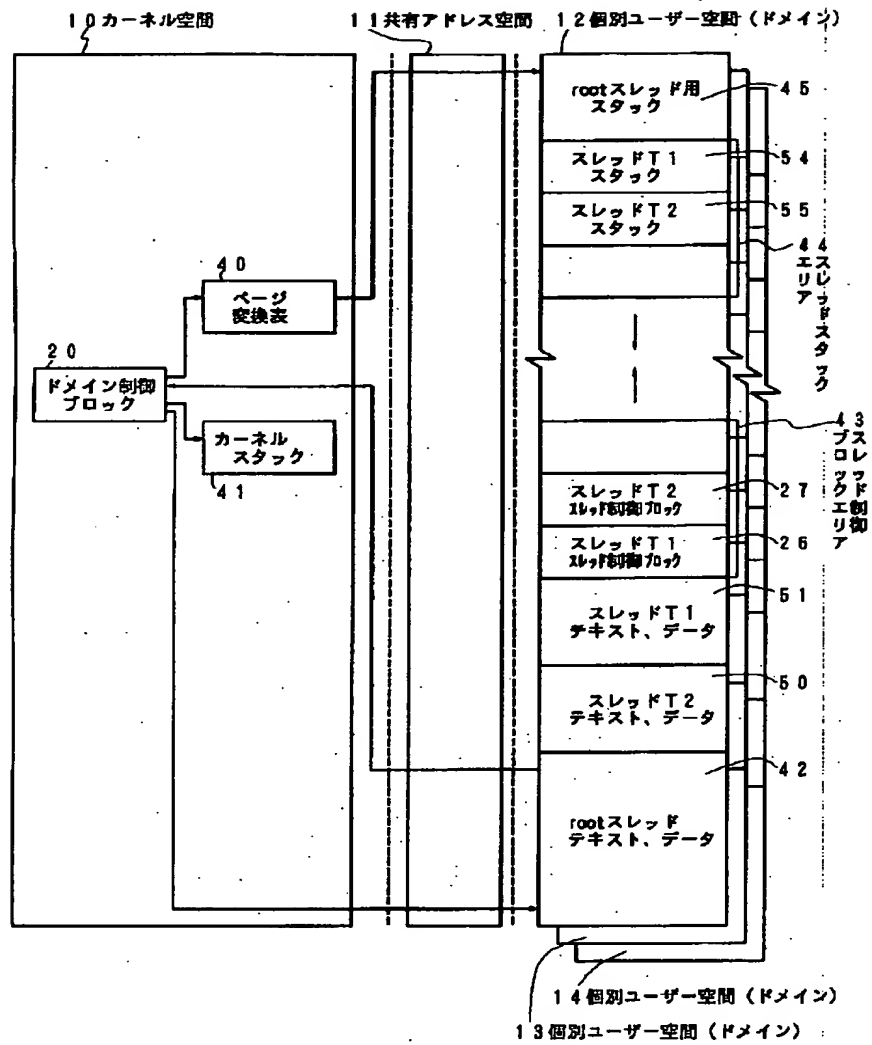 10カーネル空間
11共有アドレス空間
12個別ユーザー空間（ドメイン）
rootスレッド用
スタック
45
スレッドT1
スタック
54
スレッドT2
スタック
55
44スレッドスタック
エリア
40
ページ
変換表
20
ドメイン制御
ブロック
カーネル
スタック
41
43スレッド制御
ブロックエリア
スレッドT2
スレッド制御ブロック
27
スレッドT1
スレッド制御ブロック
26
スレッドT1
テキスト、データ
51
スレッドT2
テキスト、データ
50
rootスレッド
テキスト、データ
42
14個別ユーザー空間（ドメイン）
13個別ユーザー空間（ドメイン）